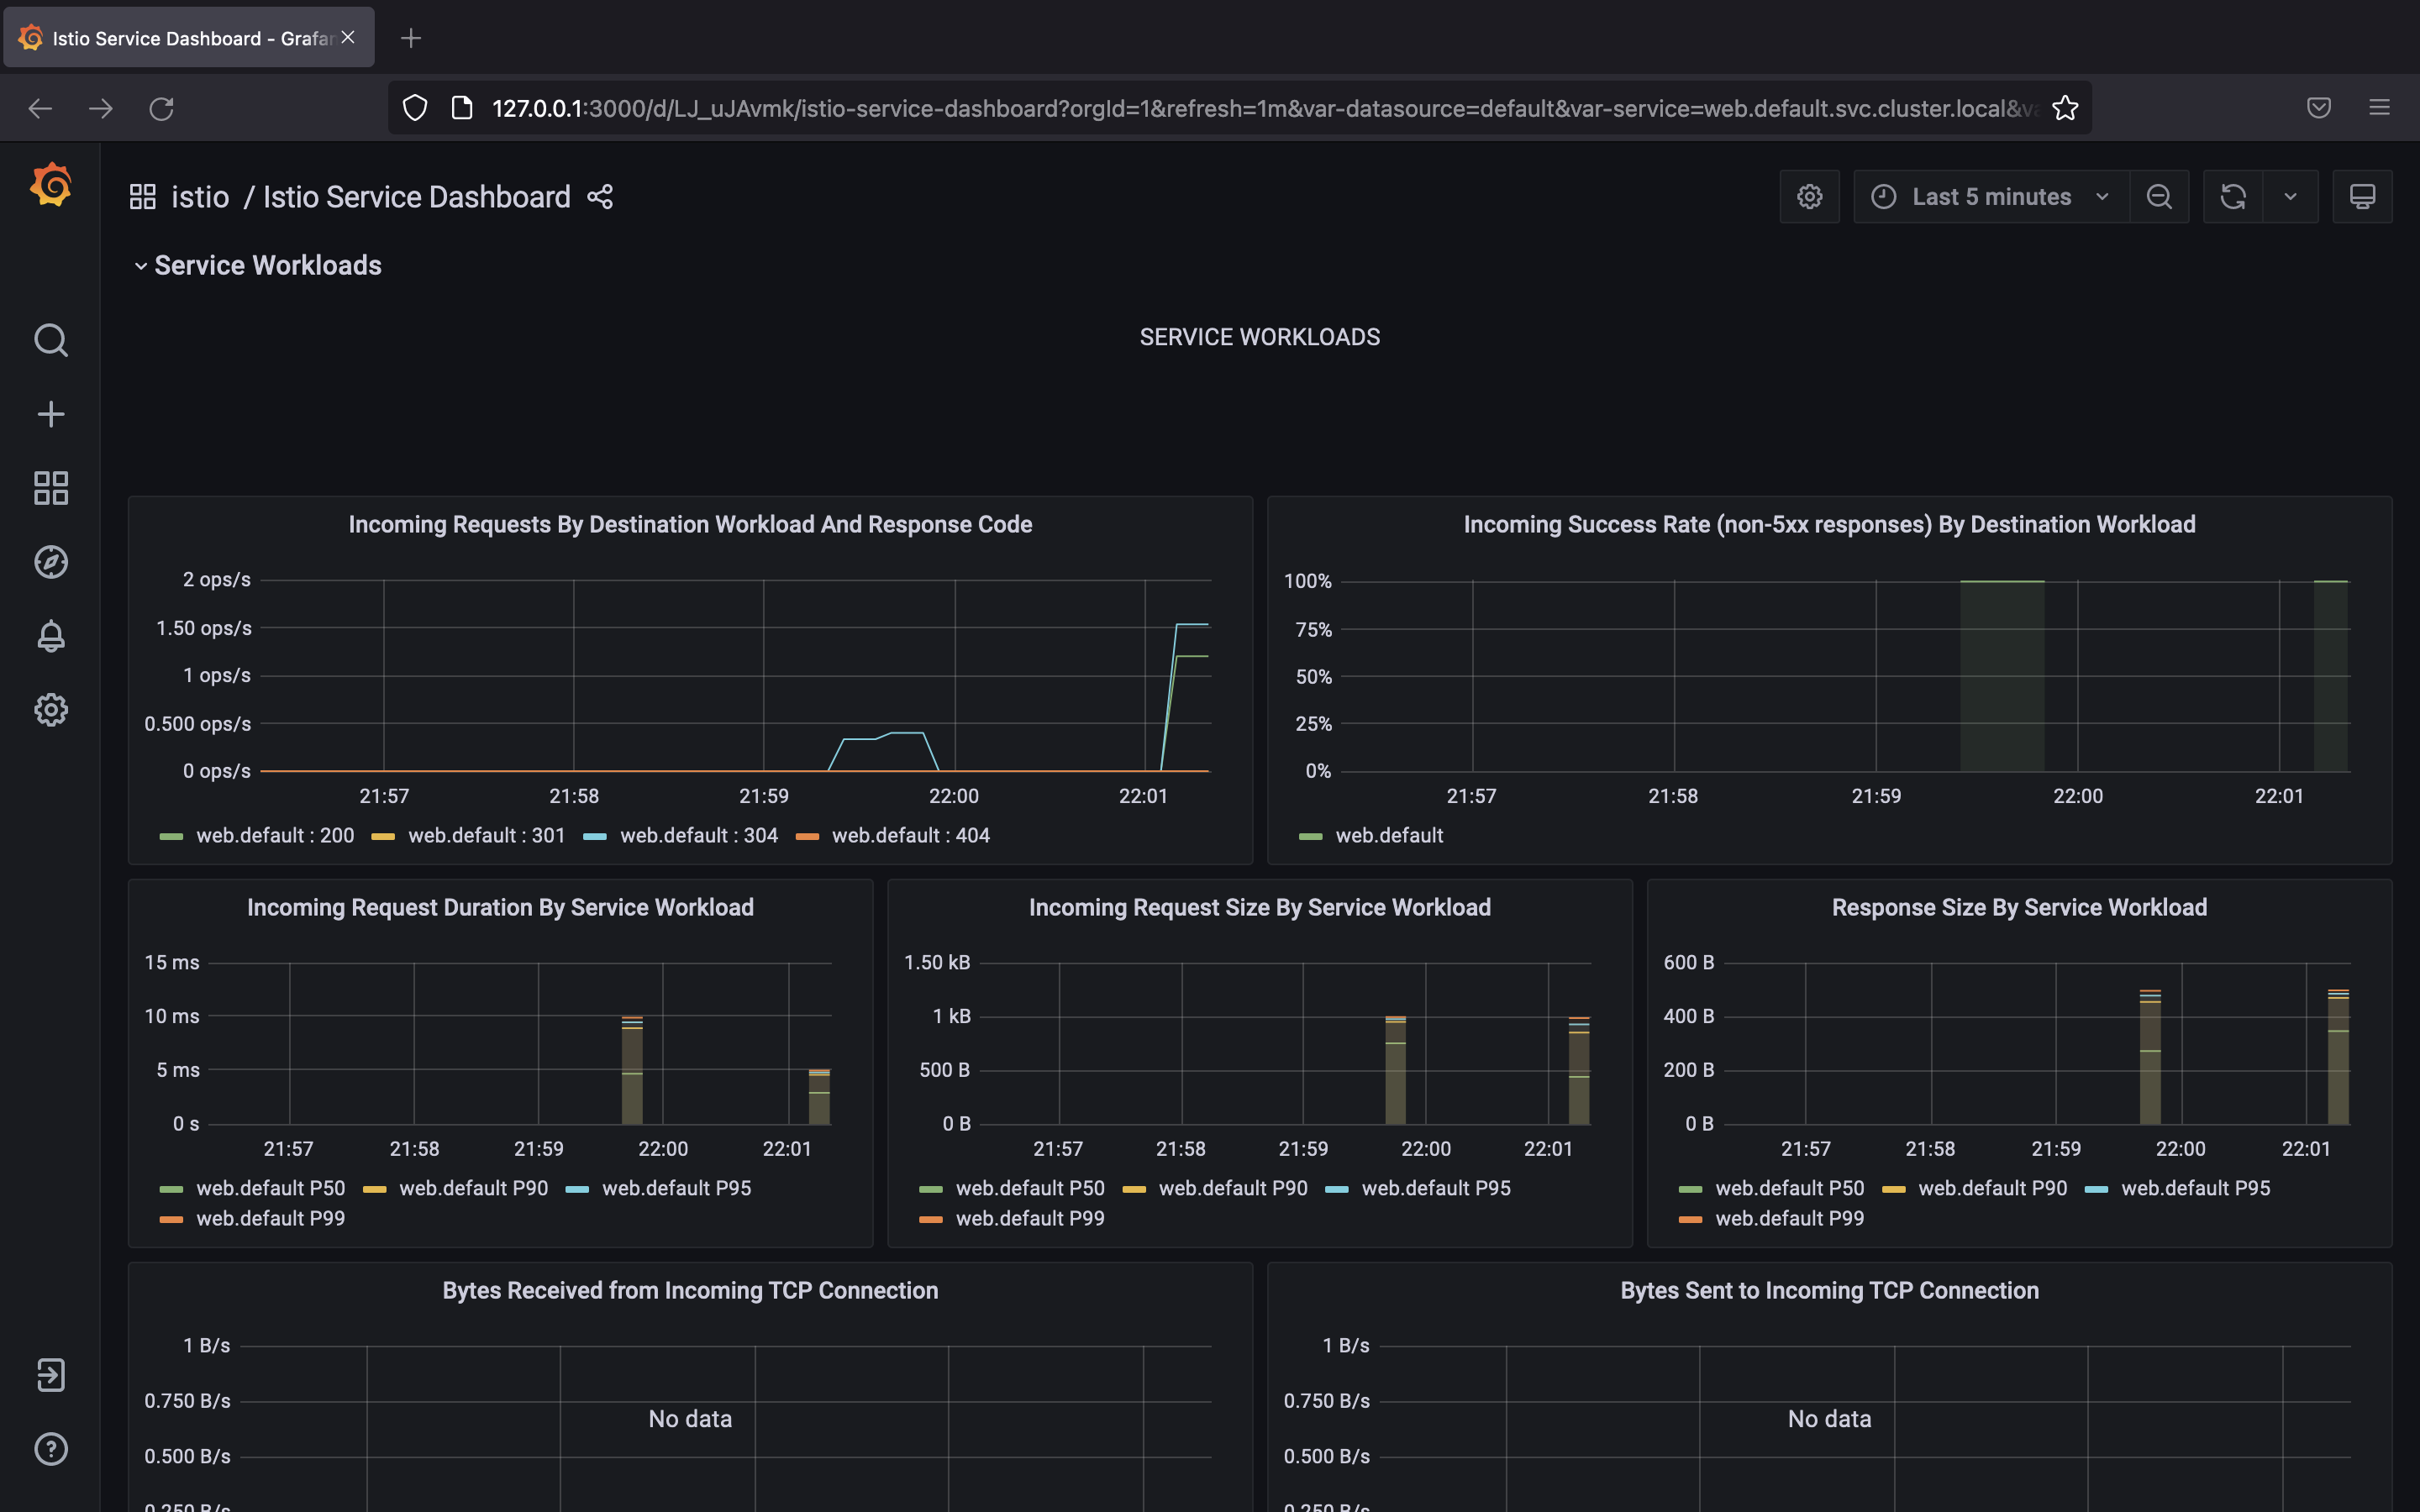 Istio Service Dashboard - Grafan
127.0.0.1:3000/d/LJ_uJAvmk/istio-service-dashboard?orgId=1&refresh=1m&var-datasource=default&var-service=web.default.svc.cluster.local&va
istio / Istio Service Dashboard
Last 5 minutes
Service Workloads
SERVICE WORKLOADS
Incoming Requests By Destination Workload And Response Code
2 ops/s
1.50 ops/s
1 ops/s
0.500 ops/s
0 ops/s
21:57 21:58 21:59 22:00 22:01
web.default : 200 web.default : 301 web.default : 304 web.default : 404
Incoming Success Rate (non-5xx responses) By Destination Workload
100%
75%
50%
25%
0%
21:57 21:58 21:59 22:00 22:01
web.default
Incoming Request Duration By Service Workload
15 ms
10 ms
5 ms
0 s
21:57 21:58 21:59 22:00 22:01
web.default P50 web.default P90 web.default P95
web.default P99
Incoming Request Size By Service Workload
1.50 kB
1 kB
500 B
0 B
21:57 21:58 21:59 22:00 22:01
web.default P50 web.default P90 web.default P95
web.default P99
Response Size By Service Workload
600 B
400 B
200 B
0 B
21:57 21:58 21:59 22:00 22:01
web.default P50 web.default P90 web.default P95
web.default P99
Bytes Received from Incoming TCP Connection
1 B/s
0.750 B/s
No data
0.500 B/s
0.250 B/s
Bytes Sent to Incoming TCP Connection
1 B/s
0.750 B/s
No data
0.500 B/s
0.250 B/s